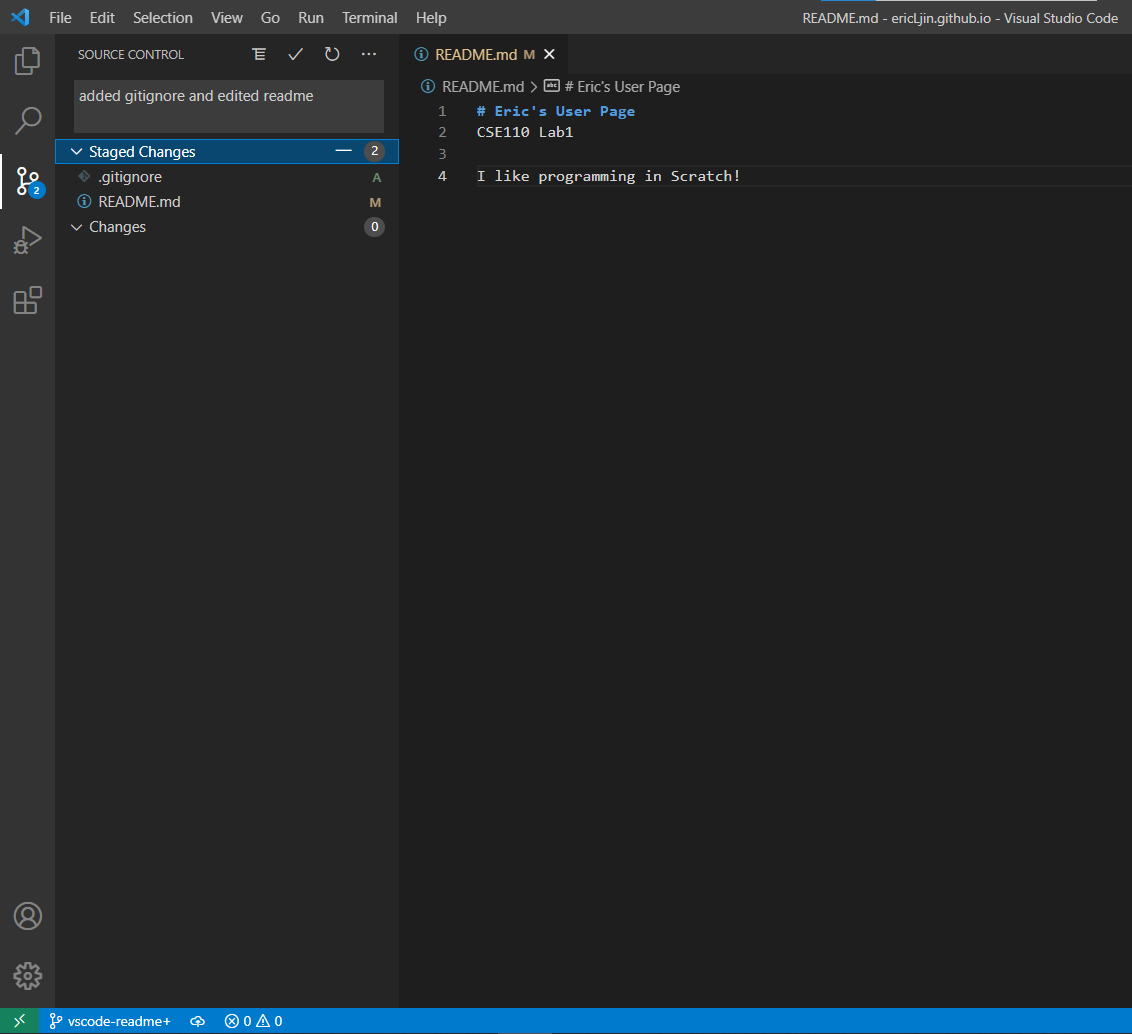 File Edit Selection View Go Run Terminal Help README.md - ericLjin.github.io - Visual Studio Code
SOURCE CONTROL
added gitignore and edited readme
Staged Changes 2
.gitignore A
README.md M
Changes 0
2
README.md M
README.md > abc # Eric's User Page
1 # Eric's User Page
2 CSE110 Lab1
3
4 I like programming in Scratch!
vscode-readme+ 0 0